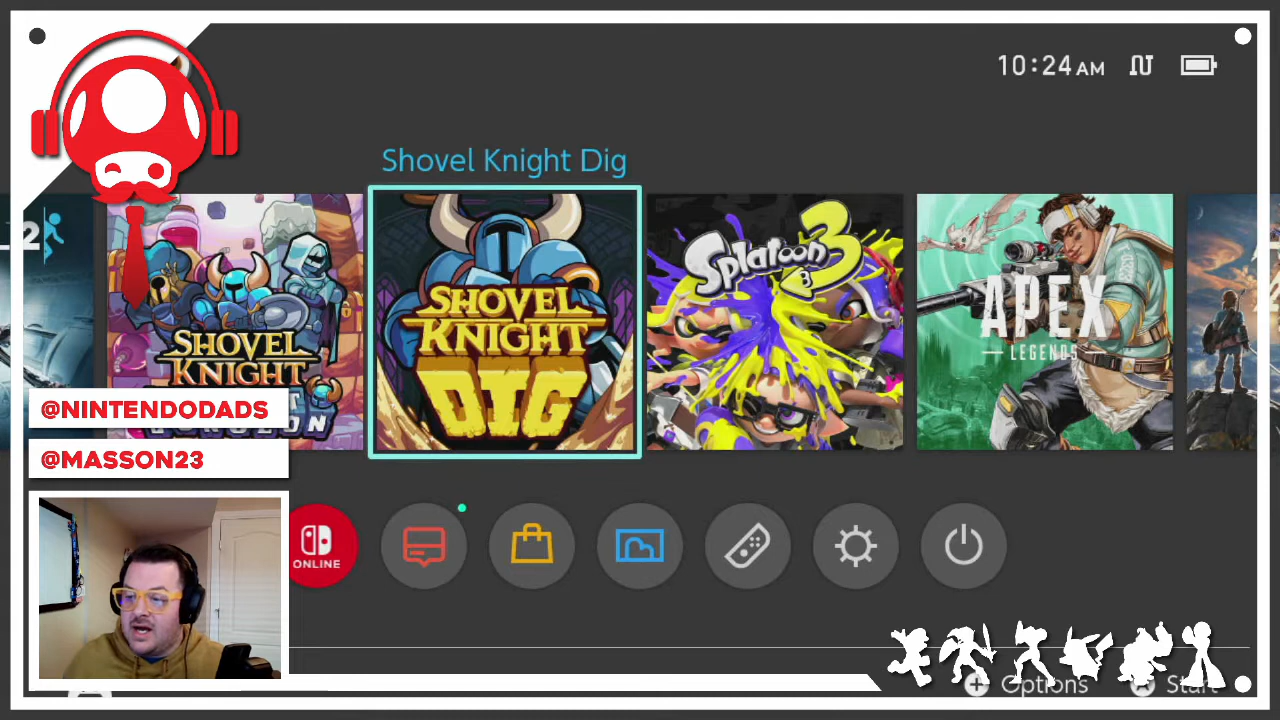 10:24 AM
Shovel Knight Dig
2
SHOVEL
KNIGHT
SHOVEL
KNIGHT
DIG
Splatoon 3
APEX
LEGENDS
@NINTENDODADS
@MASSON23
ONLINE
Options
Start